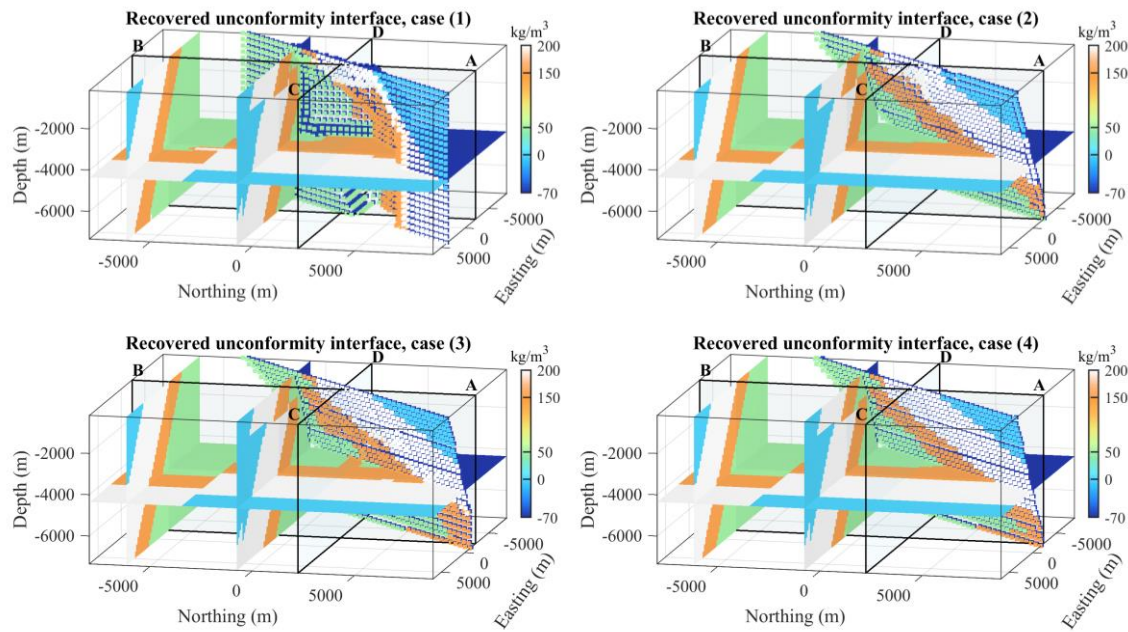 Recovered unconformity interface, case (1)
kg/m³
D
B
A
C
200
150
50
0
-70
-2000
-4000
-6000
Depth (m)
-5000
0
5000
Northing (m)
-5000
0
5000
Easting (m)
Recovered unconformity interface, case (2)
kg/m³
D
B
A
C
200
150
50
0
-70
-2000
-4000
-6000
Depth (m)
-5000
0
5000
Northing (m)
-5000
0
5000
Easting (m)
Recovered unconformity interface, case (3)
kg/m³
D
B
A
C
200
150
50
0
-70
-2000
-4000
-6000
Depth (m)
-5000
0
5000
Northing (m)
-5000
0
5000
Easting (m)
Recovered unconformity interface, case (4)
kg/m³
D
B
A
C
200
150
50
0
-70
-2000
-4000
-6000
Depth (m)
-5000
0
5000
Northing (m)
-5000
0
5000
Easting (m)